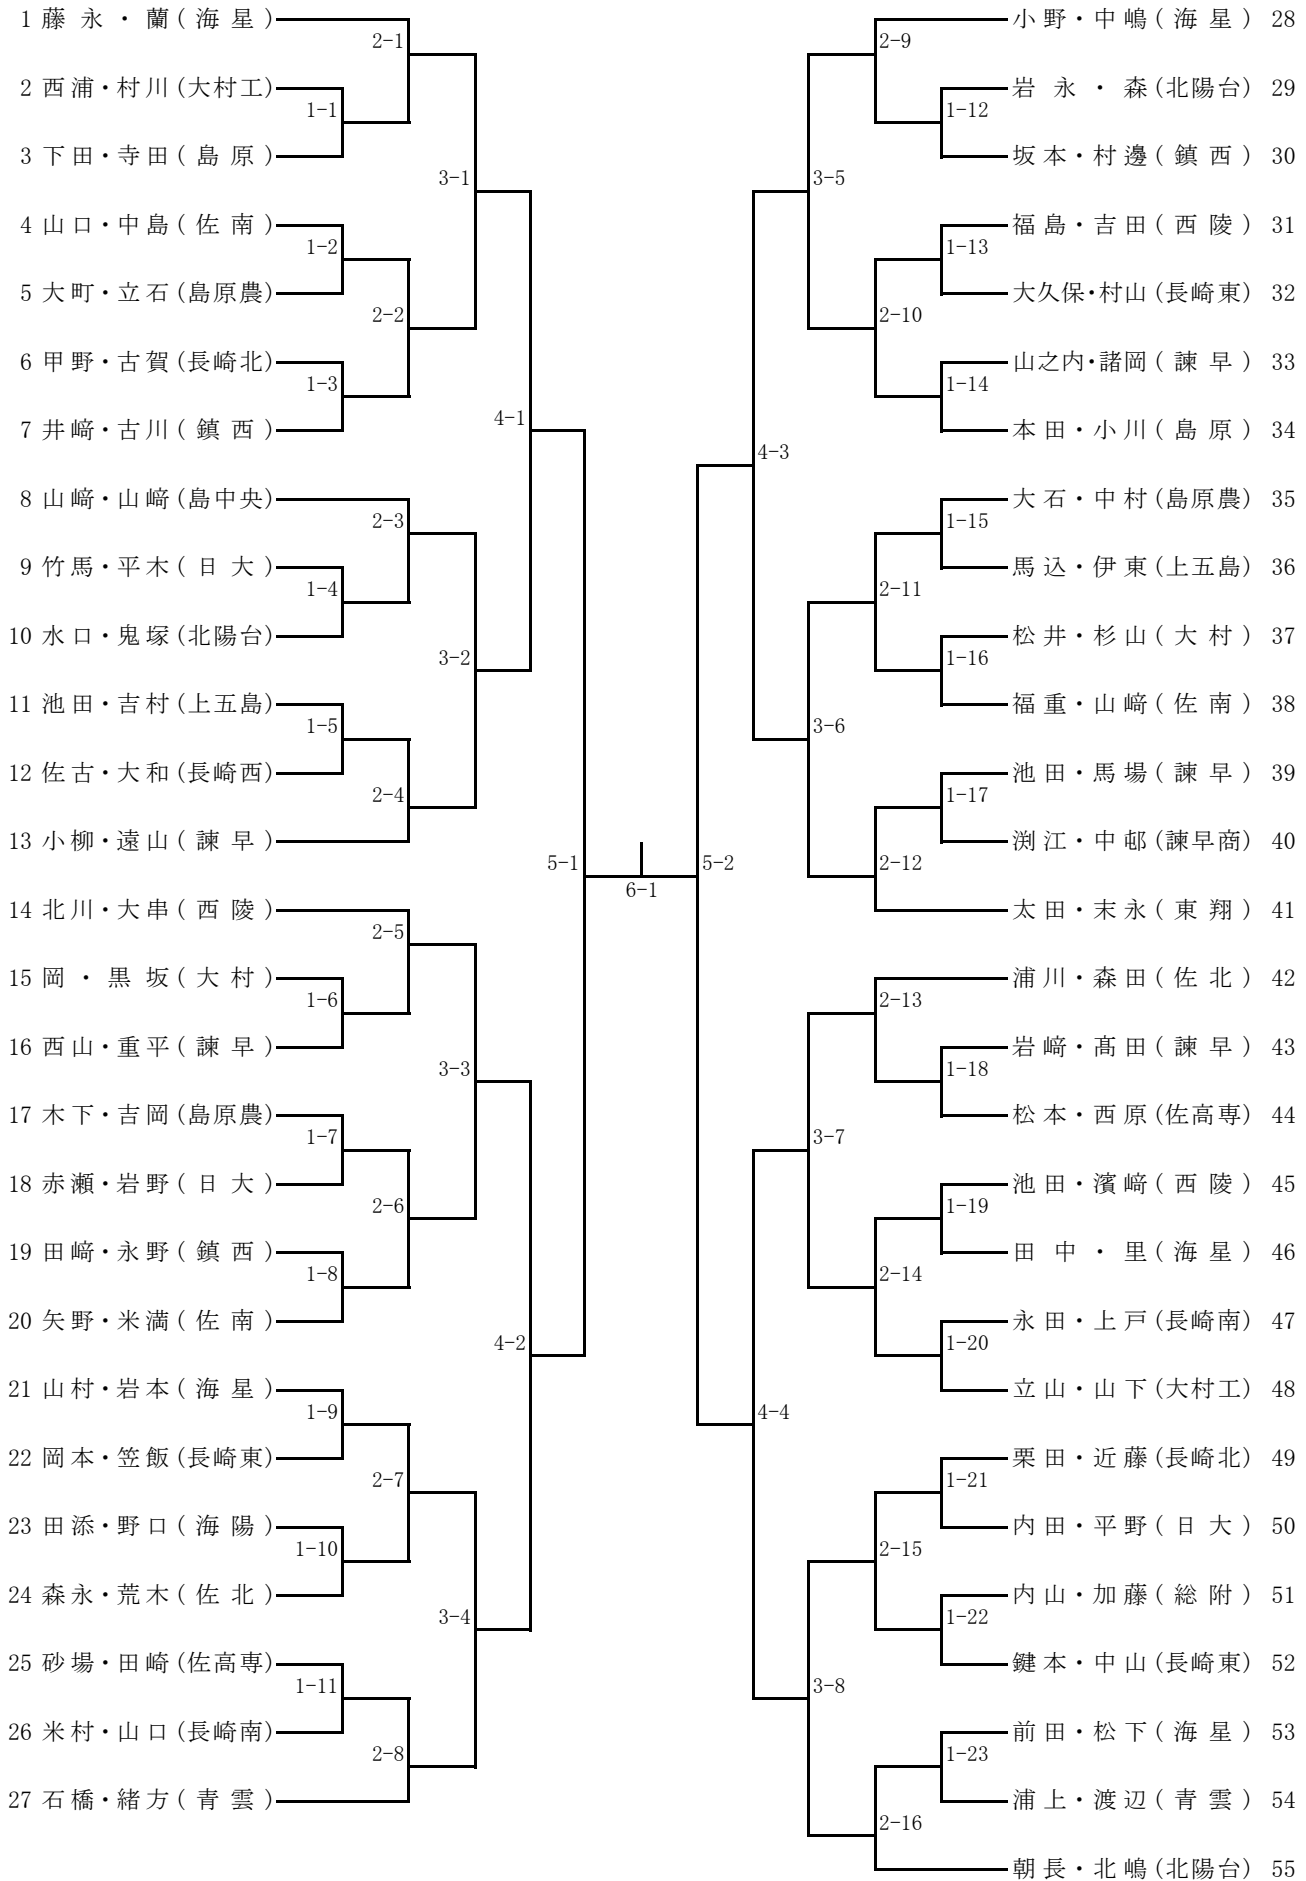 1 藤永・蘭(海星)
2-1
2 西浦・村川(大村工)
1-1
3 下田・寺田(島原)
3-1
4 山口・中島(佐南)
1-2
5 大町・立石(島原農)
2-2
6 甲野・古賀(長崎北)
1-3
7 井﨑・古川(鎮西)
4-1
8 山﨑・山﨑(島中央)
2-3
9 竹馬・平木(日大)
1-4
10 水口・鬼塚(北陽台)
3-2
11 池田・吉村(上五島)
1-5
12 佐古・大和(長崎西)
2-4
13 小柳・遠山(諫早)
5-1
14 北川・大串(西陵)
2-5
15 岡・黒坂(大村)
1-6
16 西山・重平(諫早)
3-3
17 木下・吉岡(島原農)
1-7
18 赤瀬・岩野(日大)
2-6
19 田﨑・永野(鎮西)
1-8
20 矢野・米満(佐南)
4-2
21 山村・岩本(海星)
1-9
22 岡本・笠飯(長崎東)
2-7
23 田添・野口(海陽)
1-10
24 森永・荒木(佐北)
3-4
25 砂場・田崎(佐高専)
1-11
26 米村・山口(長崎南)
2-8
27 石橋・緒方(青雲)
6-1
小野・中嶋(海星) 28
2-9
岩永・森(北陽台) 29
1-12
坂本・村邊(鎮西) 30
3-5
福島・吉田(西陵) 31
1-13
大久保・村山(長崎東) 32
2-10
山之内・諸岡(諫早) 33
1-14
本田・小川(島原) 34
4-3
大石・中村(島原農) 35
1-15
馬込・伊東(上五島) 36
2-11
松井・杉山(大村) 37
1-16
福重・山﨑(佐南) 38
3-6
池田・馬場(諫早) 39
1-17
渕江・中邨(諫早商) 40
2-12
5-2
太田・末永(東翔) 41
浦川・森田(佐北) 42
2-13
岩﨑・髙田(諫早) 43
1-18
松本・西原(佐高専) 44
3-7
池田・濱﨑(西陵) 45
1-19
田中・里(海星) 46
2-14
永田・上戸(長崎南) 47
1-20
立山・山下(大村工) 48
4-4
栗田・近藤(長崎北) 49
1-21
内田・平野(日大) 50
2-15
内山・加藤(総附) 51
1-22
鍵本・中山(長崎東) 52
3-8
前田・松下(海星) 53
1-23
浦上・渡辺(青雲) 54
2-16
朝長・北嶋(北陽台) 55